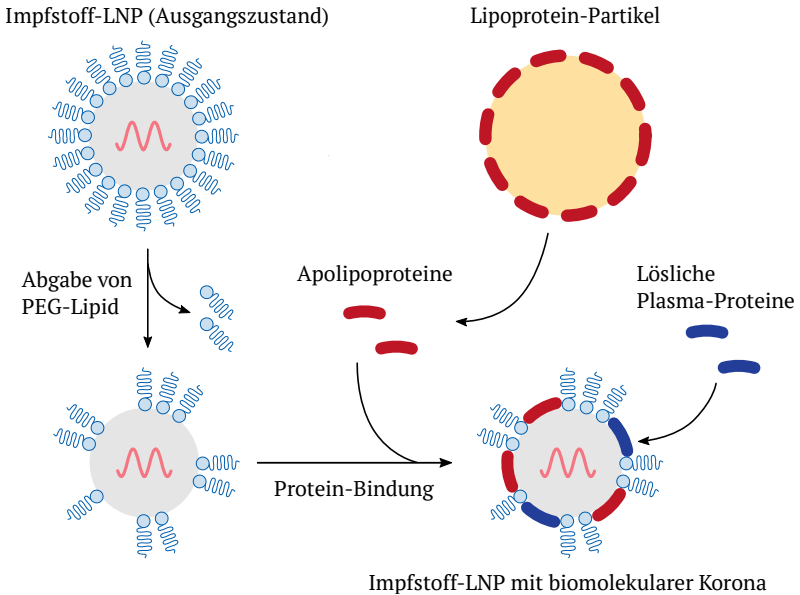 Impfstoff-LNP (Ausgangszustand)
Lipoprotein-Partikel
Abgabe von
PEG-Lipid
Apolipoproteine
Lösliche
Plasma-Proteine
Protein-Bindung
Impfstoff-LNP mit biomolekularer Korona